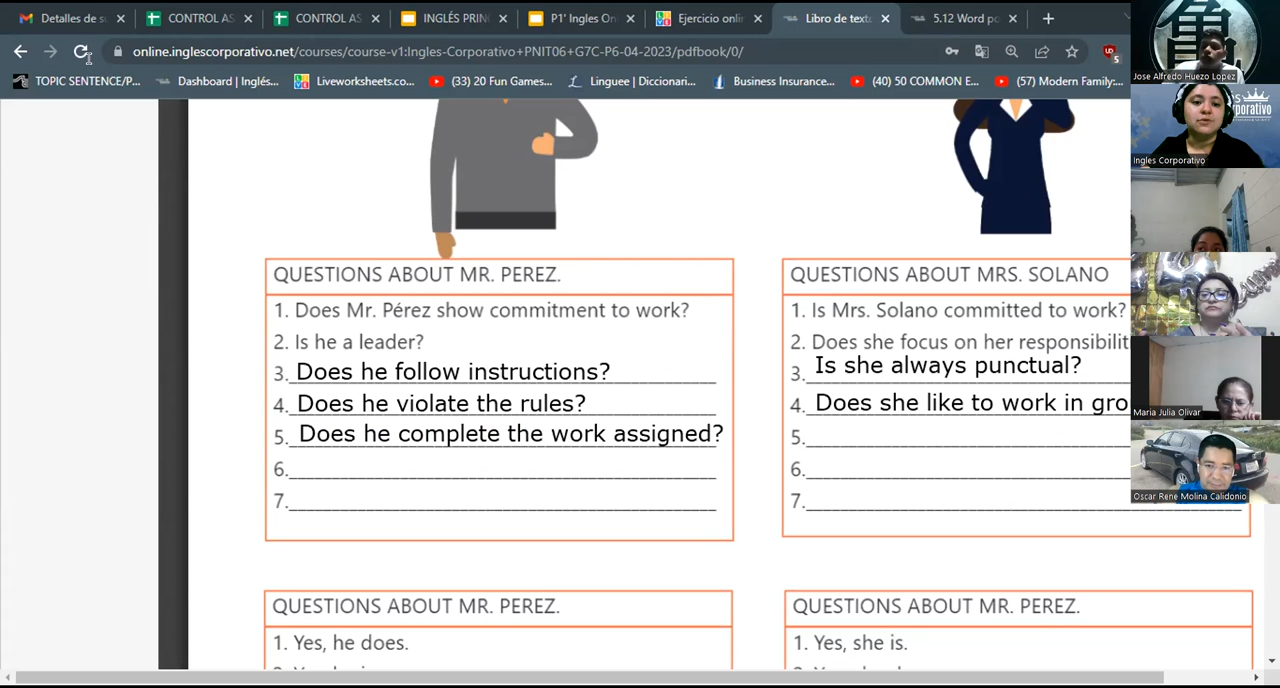 Detalles de su
CONTROL AS
CONTROL AS
INGLÉS PRIN
P1' Ingles On
Ejercicio onlin
Libro de texto
5.12 Word po
online.inglescorporativo.net/courses/course-v1:Ingles-Corporativo+PNIT06+G7C-P6-04-2023/pdfbook/0/
5
TOPIC SENTENCE/P...
Dashboard | Inglés...
Liveworksheets.co...
(33) 20 Fun Games...
Linguee | Diccionari...
Business Insurance...
(40) 50 COMMON E...
(57) Modern Family:...
Jose Alfredo Huezo Lopez
Ingles Corporativo
Maria Julia Olivar
Oscar Rene Molina Calidonio
QUESTIONS ABOUT MR. PEREZ.
1. Does Mr. Pérez show commitment to work?
2. Is he a leader?
3. Does he follow instructions?
4. Does he violate the rules?
5. Does he complete the work assigned?
6.
7.
QUESTIONS ABOUT MRS. SOLANO
1. Is Mrs. Solano committed to work?
2. Does she focus on her responsibilit
3. Is she always punctual?
4. Does she like to work in gro
5.
6.
7.
QUESTIONS ABOUT MR. PEREZ.
1. Yes, he does.
QUESTIONS ABOUT MR. PEREZ.
1. Yes, she is.